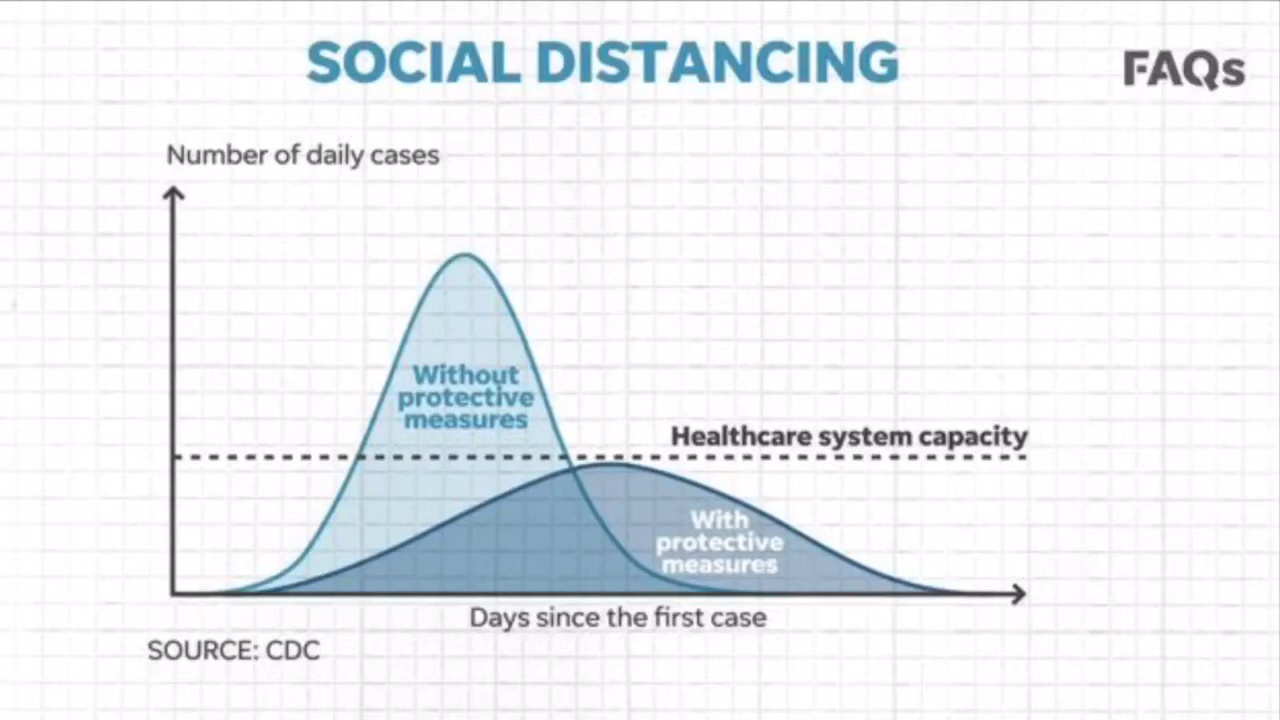 SOCIAL DISTANCING
FAQs
Number of daily cases
Without
protective
measures
Healthcare system capacity
With
protective
measures
Days since the first case
SOURCE: CDC